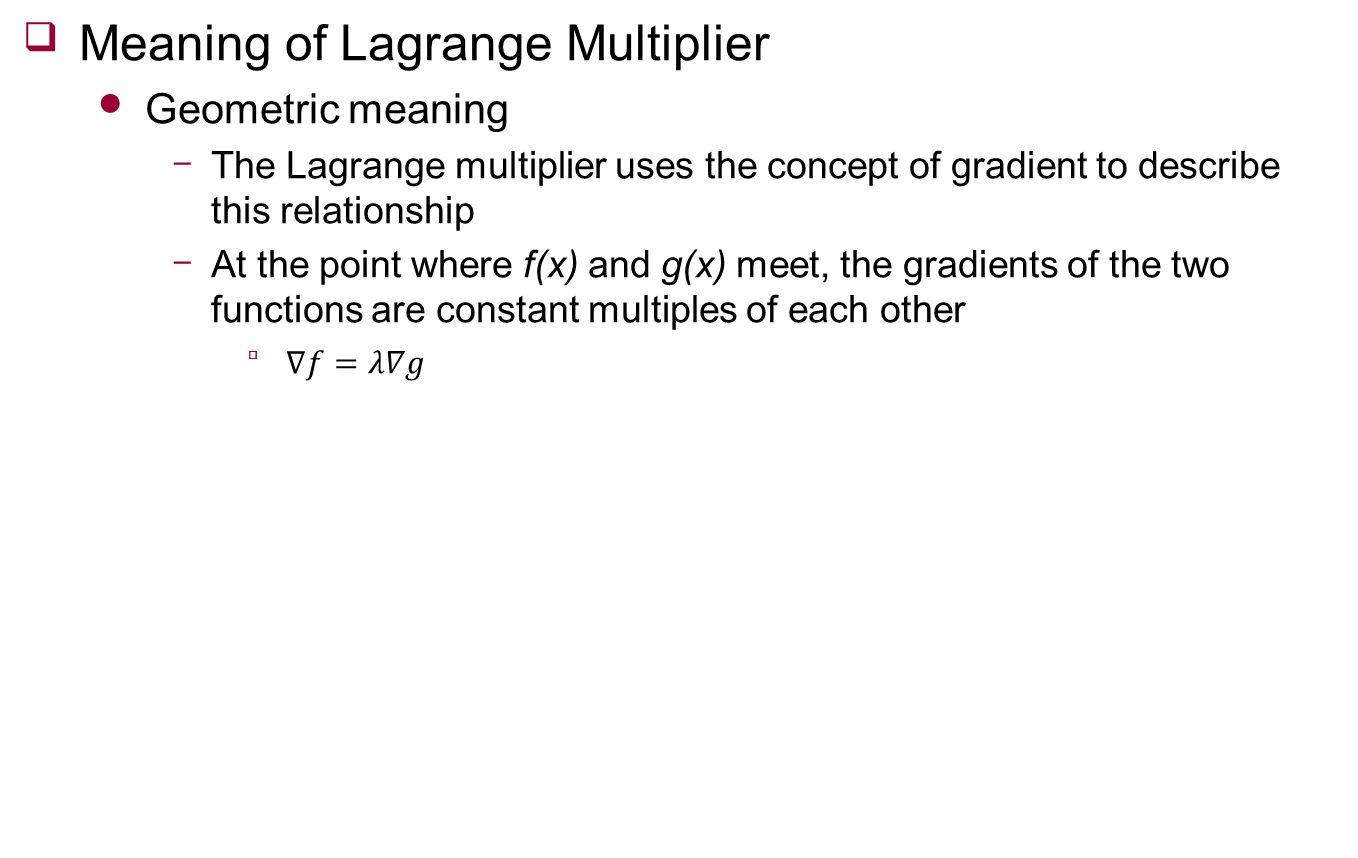 Meaning of Lagrange Multiplier
Geometric meaning
– The Lagrange multiplier uses the concept of gradient to describe
this relationship
– At the point where f(x) and g(x) meet, the gradients of the two
functions are constant multiples of each other
∇f = λ∇g